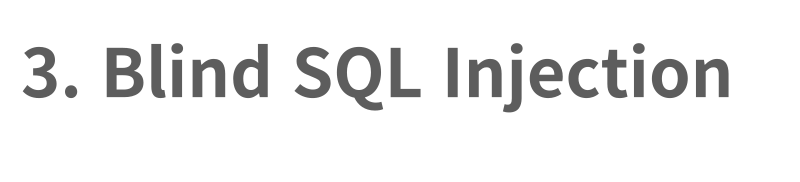 3. Blind SQL Injection